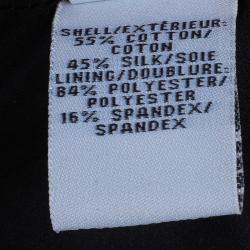 SHELL/EXTÉRIEUR:
55% COTTON/
COTON
45% SILK/SOIE
LINING/DOUBLURE:
84% POLYESTER/
POLYESTER
16% SPANDEX/
SPANDEX